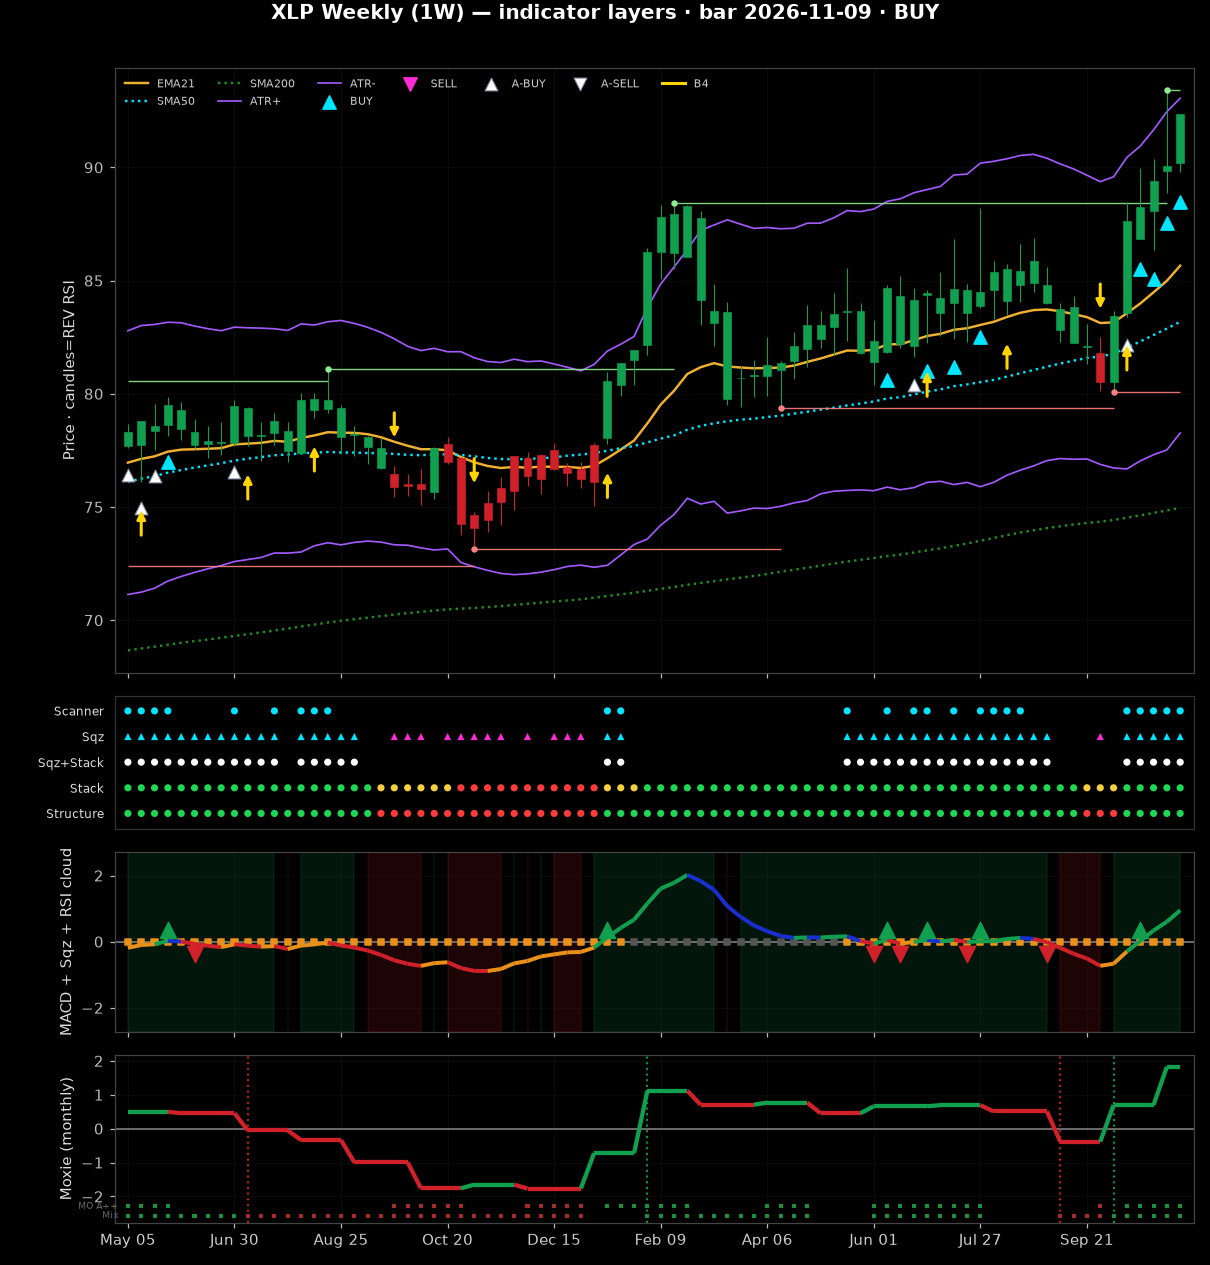 XLP Weekly (1W) — indicator layers · bar 2026-11-09 · BUY
EMA21 SMA200 ATR- SELL A-BUY A-SELL B4
SMA50 ATR+ BUY
Price · candles=REV RSI
90
85
80
75
70
Scanner
Sqz
Sqz+Stack
Stack
Structure
MACD + Sqz + RSI cloud
2
0
−2
Moxie (monthly)
2
1
0
−1
−2
MO A++
Mix
May 05 Jun 30 Aug 25 Oct 20 Dec 15 Feb 09 Apr 06 Jun 01 Jul 27 Sep 21